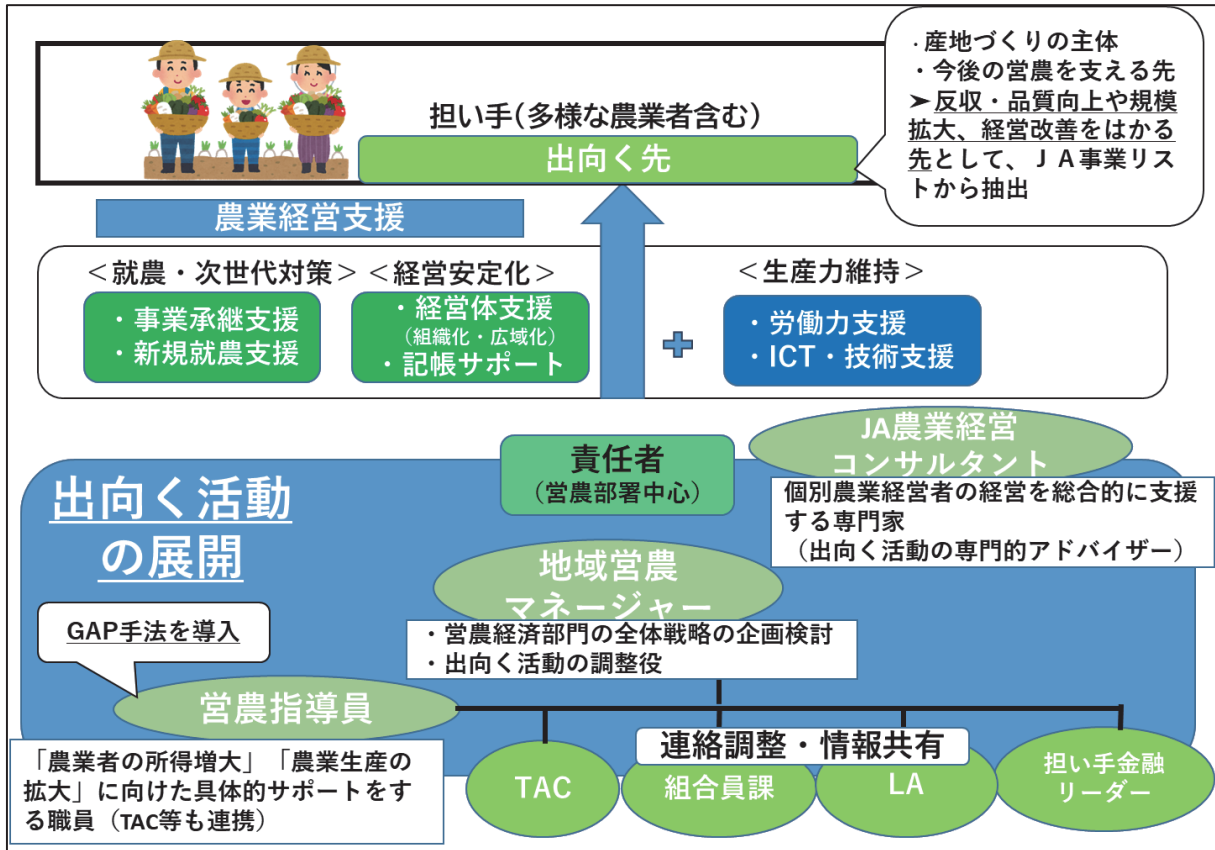 ・産地づくりの主体
・今後の営農を支える先
➤反収・品質向上や規模
拡大、経営改善をはかる
先として、ＪＡ事業リス
トから抽出
担い手(多様な農業者含む)
出向く先
農業経営支援
＜就農・次世代対策＞
・事業承継支援
・新規就農支援
＜経営安定化＞
・経営体支援
（組織化・広域化）
・記帳サポート
＜生産力維持＞
・労働力支援
・ICT・技術支援
出向く活動
の展開
責任者
（営農部署中心）
JA農業経営
コンサルタント
個別農業経営者の経営を総合的に支援
する専門家
（出向く活動の専門的アドバイザー）
地域営農
マネージャー
・営農経済部門の全体戦略の企画検討
・出向く活動の調整役
GAP手法を導入
営農指導員
「農業者の所得増大」「農業生産の
拡大」に向けた具体的サポートをす
る職員（TAC等も連携）
連絡調整・情報共有
TAC
組合員課
LA
担い手金融
リーダー